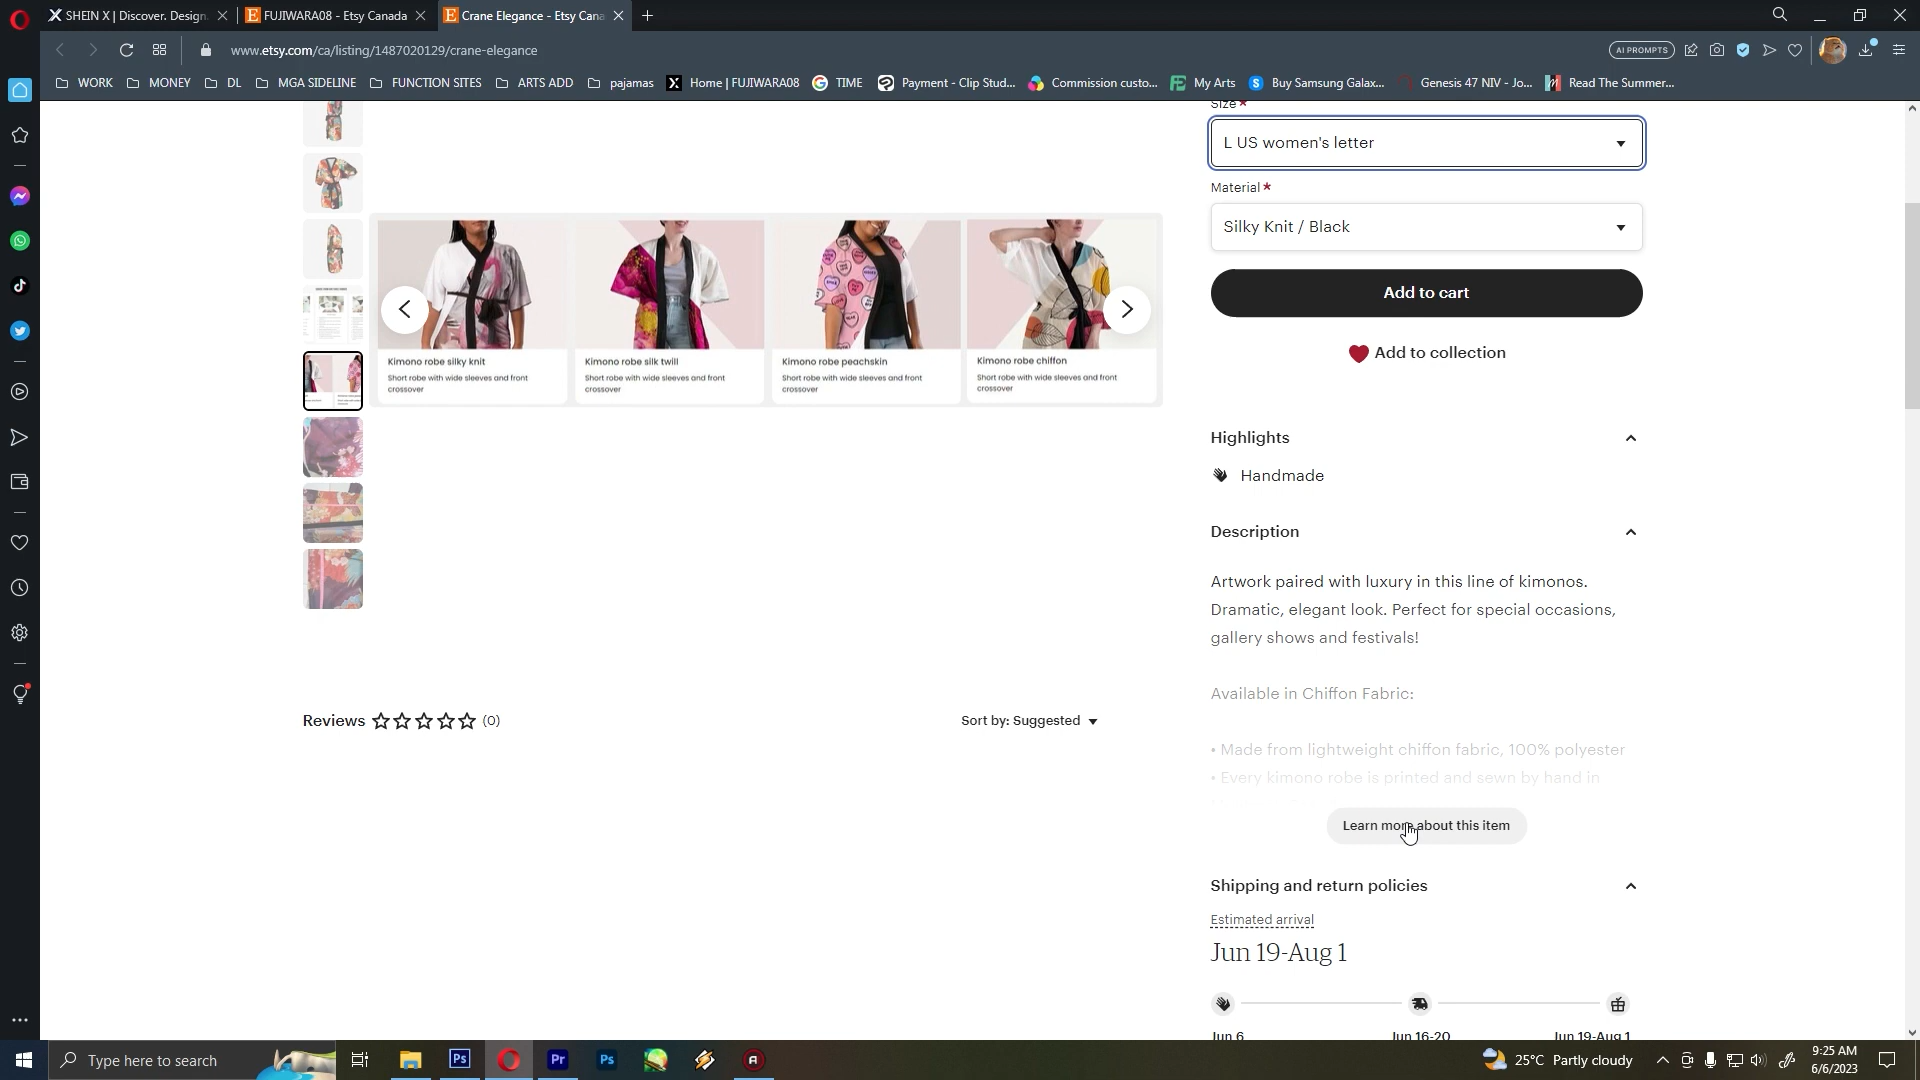 SHEIN X | Discover. Design.
FUJIWARA08 - Etsy Canada
Crane Elegance - Etsy Cana
www.etsy.com/ca/listing/1487020129/crane-elegance
AI PROMPTS
WORK
MONEY
DL
MGA SIDELINE
FUNCTION SITES
ARTS ADD
pajamas
Home | FUJIWARA08
TIME
Payment - Clip Stud...
Commission custo...
My Arts
Buy Samsung Galax...
Genesis 47 NIV - Jo...
Read The Summer...
Size *
L US women's letter
Material *
Silky Knit / Black
Add to cart
Add to collection
Kimono robe silky knit
Short robe with wide sleeves and front
crossover
Kimono robe silk twill
Short robe with wide sleeves and front
crossover
Kimono robe peachskin
Short robe with wide sleeves and front
crossover
Kimono robe chiffon
Short robe with wide sleeves and front
crossover
Highlights
Handmade
Description
Artwork paired with luxury in this line of kimonos.
Dramatic, elegant look. Perfect for special occasions,
gallery shows and festivals!
Available in Chiffon Fabric:
• Made from lightweight chiffon fabric, 100% polyester
• Every kimono robe is printed and sewn by hand in
Learn more about this item
Reviews (0)
Sort by: Suggested
Shipping and return policies
Estimated arrival
Jun 19-Aug 1
Jun 6
Jun 16-20
Jun 19-Aug 1
Type here to search
25°C Partly cloudy
9:25 AM
6/6/2023